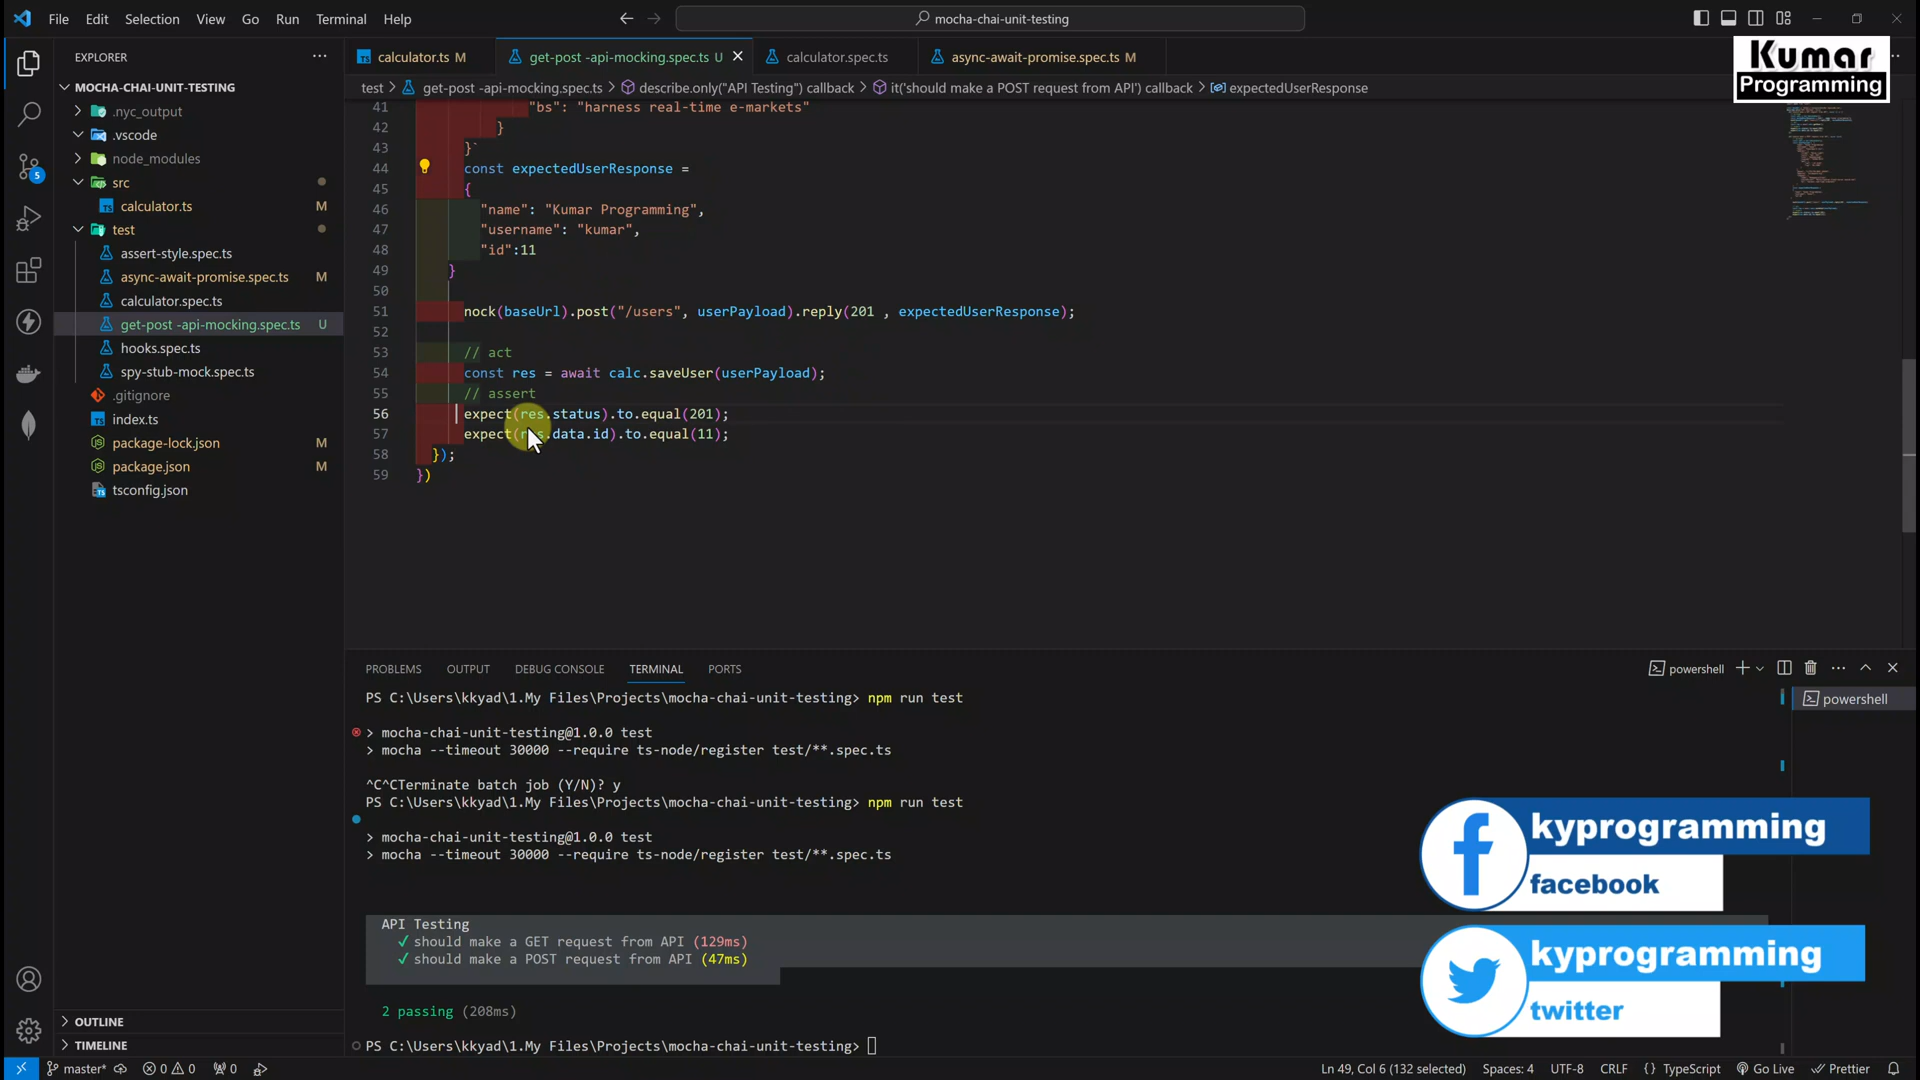 File Edit Selection View Go Run Terminal Help
mocha-chai-unit-testing
Kumar
Programming
EXPLORER
calculator.ts M
get-post -api-mocking.spec.ts U
calculator.spec.ts
async-await-promise.spec.ts M
test > get-post -api-mocking.spec.ts > describe.only("API Testing") callback > it('should make a POST request from API') callback > expectedUserResponse
MOCHA-CHAI-UNIT-TESTING
.nyc_output
.vscode
node_modules
src
calculator.ts M
test
assert-style.spec.ts
async-await-promise.spec.ts M
calculator.spec.ts
get-post -api-mocking.spec.ts U
hooks.spec.ts
spy-stub-mock.spec.ts
.gitignore
index.ts
package-lock.json M
package.json M
tsconfig.json
OUTLINE
TIMELINE
5
41 "bs": "harness real-time e-markets"
42 }
43 }`
44 const expectedUserResponse =
45 {
46 "name": "Kumar Programming",
47 "username": "kumar",
48 "id":11
49 }
50
51 nock(baseUrl).post("/users", userPayload).reply(201 , expectedUserResponse);
52
53 // act
54 const res = await calc.saveUser(userPayload);
55 // assert
56 expect(res.status).to.equal(201);
57 expect(res.data.id).to.equal(11);
58 });
59 })
PROBLEMS OUTPUT DEBUG CONSOLE TERMINAL PORTS
powershell
powershell
PS C:\Users\kkyad\1.My Files\Projects\mocha-chai-unit-testing> npm run test
> mocha-chai-unit-testing@1.0.0 test
> mocha --timeout 30000 --require ts-node/register test/**.spec.ts
^C^CTerminate batch job (Y/N)? y
PS C:\Users\kkyad\1.My Files\Projects\mocha-chai-unit-testing> npm run test
> mocha-chai-unit-testing@1.0.0 test
> mocha --timeout 30000 --require ts-node/register test/**.spec.ts
API Testing
✓ should make a GET request from API (129ms)
✓ should make a POST request from API (47ms)
2 passing (208ms)
PS C:\Users\kkyad\1.My Files\Projects\mocha-chai-unit-testing>
kyprogramming
facebook
kyprogramming
twitter
master* 0 0 0
Ln 49, Col 6 (132 selected) Spaces: 4 UTF-8 CRLF {} TypeScript Go Live Prettier